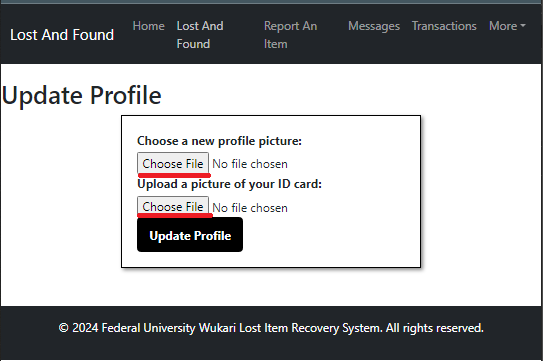 Lost And Found
Home
Lost And
Found
Report An
Item
Messages
Transactions
More
Update Profile
Choose a new profile picture:
Choose File No file chosen
Upload a picture of your ID card:
Choose File No file chosen
Update Profile
© 2024 Federal University Wukari Lost Item Recovery System. All rights reserved.